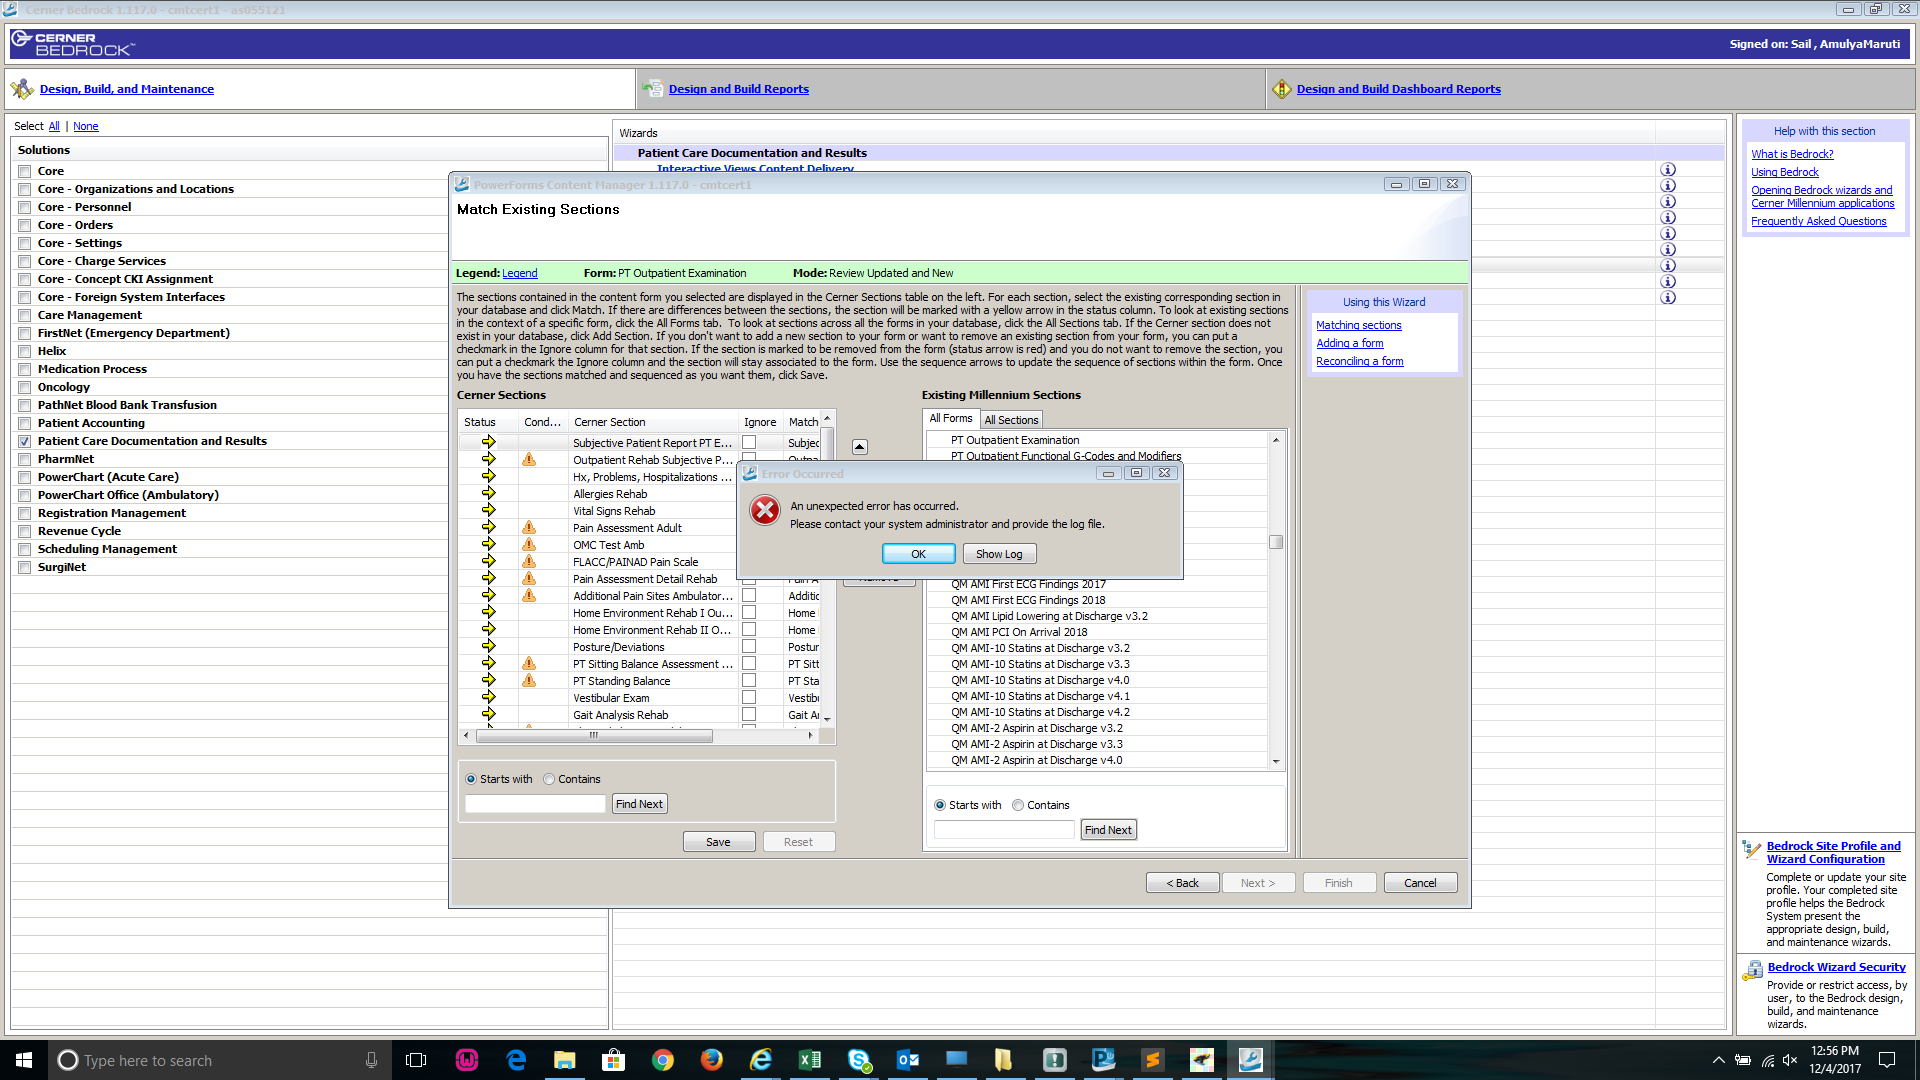 Cerner Bedrock 1.117.0 - cmtcert1 - as055121
CERNER
BEDROCK™
Signed on: Sail , AmulyaMaruti
Design, Build, and Maintenance
Design and Build Reports
Design and Build Dashboard Reports
Select All | None
Solutions
Core
Core - Organizations and Locations
Core - Personnel
Core - Orders
Core - Settings
Core - Charge Services
Core - Concept CKI Assignment
Core - Foreign System Interfaces
Care Management
FirstNet (Emergency Department)
Helix
Medication Process
Oncology
PathNet Blood Bank Transfusion
Patient Accounting
Patient Care Documentation and Results
PharmNet
PowerChart (Acute Care)
PowerChart Office (Ambulatory)
Registration Management
Revenue Cycle
Scheduling Management
SurgiNet
Wizards
Patient Care Documentation and Results
Interactive Views Content Delivery
PowerForms Content Manager 1.117.0 - cmtcert1
Match Existing Sections
Legend: Legend
Form: PT Outpatient Examination
Mode: Review Updated and New
The sections contained in the content form you selected are displayed in the Cerner Sections table on the left. For each section, select the existing corresponding section in
your database and click Match. If there are differences between the sections, the section will be marked with a yellow arrow in the status column. To look at existing sections
in the context of a specific form, click the All Forms tab.  To look at sections across all the forms in your database, click the All Sections tab. If the Cerner section does not
exist in your database, click Add Section. If you don't want to add a new section to your form or want to remove an existing section from your form, you can put a
checkmark in the Ignore column for that section. If the section is marked to be removed from the form (status arrow is red) and you do not want to remove the section, you
can put a checkmark the Ignore column and the section will stay associated to the form. Use the sequence arrows to update the sequence of sections within the form. Once
you have the sections matched and sequenced as you want them, click Save.
Cerner Sections
Status Cond... Cerner Section Ignore Match
Subjective Patient Report PT E... Subjec
Outpatient Rehab Subjective P... Outpa
Hx, Problems, Hospitalizations ...
Allergies Rehab
Vital Signs Rehab
Pain Assessment Adult
OMC Test Amb
FLACC/PAINAD Pain Scale
Pain Assessment Detail Rehab Pain A
Additional Pain Sites Ambulator... Additic
Home Environment Rehab I Ou... Home
Home Environment Rehab II O... Home
Posture/Deviations Postur
PT Sitting Balance Assessment ... PT Sitt
PT Standing Balance PT Sta
Vestibular Exam Vestibu
Gait Analysis Rehab Gait Ar
Starts with Contains
Find Next
Save
Reset
Existing Millennium Sections
All Forms
All Sections
PT Outpatient Examination
PT Outpatient Functional G-Codes and Modifiers
QM AMI First ECG Findings 2017
QM AMI First ECG Findings 2018
QM AMI Lipid Lowering at Discharge v3.2
QM AMI PCI On Arrival 2018
QM AMI-10 Statins at Discharge v3.2
QM AMI-10 Statins at Discharge v3.3
QM AMI-10 Statins at Discharge v4.0
QM AMI-10 Statins at Discharge v4.1
QM AMI-10 Statins at Discharge v4.2
QM AMI-2 Aspirin at Discharge v3.2
QM AMI-2 Aspirin at Discharge v3.3
QM AMI-2 Aspirin at Discharge v4.0
Starts with Contains
Find Next
Error Occurred
An unexpected error has occurred.
Please contact your system administrator and provide the log file.
OK
Show Log
Using this Wizard
Matching sections
Adding a form
Reconciling a form
< Back
Next >
Finish
Cancel
Help with this section
What is Bedrock?
Using Bedrock
Opening Bedrock wizards and
Cerner Millennium applications
Frequently Asked Questions
Bedrock Site Profile and
Wizard Configuration
Complete or update your site
profile. Your completed site
profile helps the Bedrock
System present the
appropriate design, build,
and maintenance wizards.
Bedrock Wizard Security
Provide or restrict access, by
user, to the Bedrock design,
build, and maintenance
wizards.
Type here to search
12:56 PM
12/4/2017